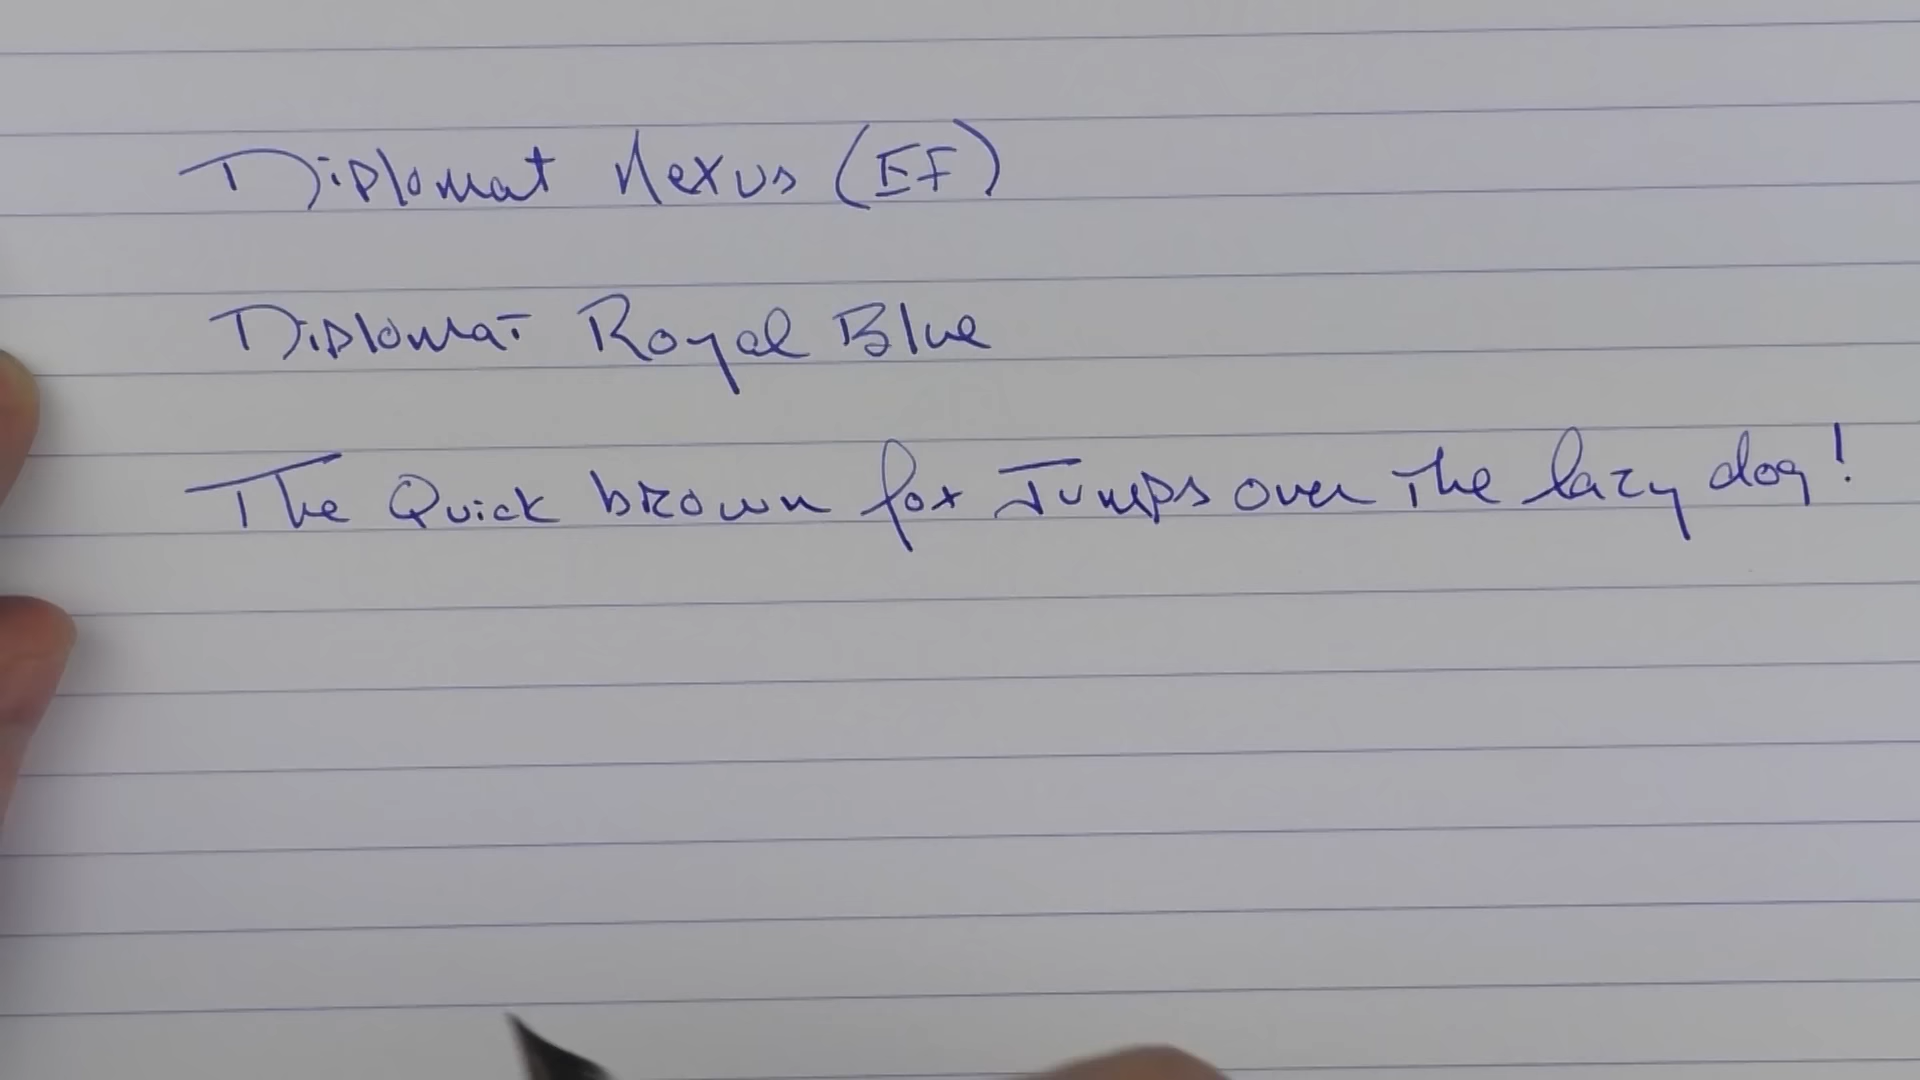 Diplomat Nexus (EF)
Diplomat Royal Blue
The Quick brown fox Jumps over The lazy dog!